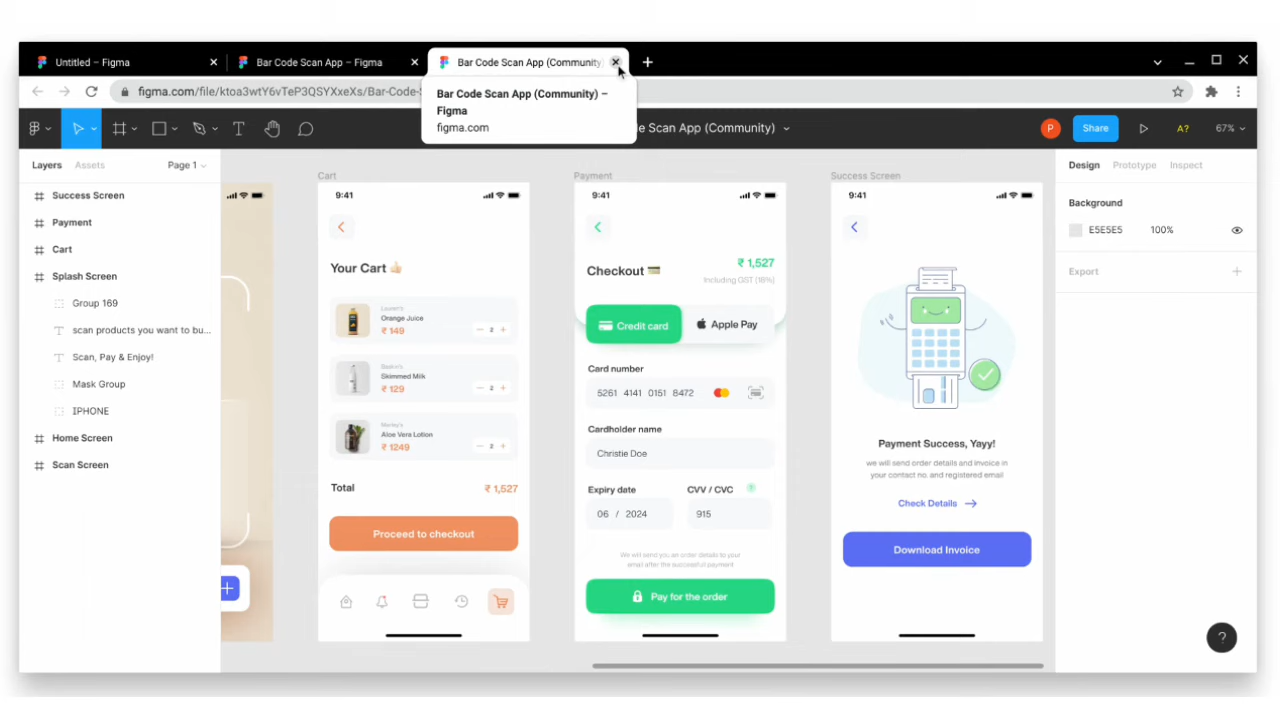 Untitled – Figma
Bar Code Scan App – Figma
Bar Code Scan App (Community
figma.com/file/ktoa3wtY6vTeP3QSYXxeXs/Bar-Code-S
Bar Code Scan App (Community) –
Figma
figma.com
e Scan App (Community)
P
Share
A?
67%
Layers
Assets
Page 1
Success Screen
Payment
Cart
Splash Screen
Group 169
scan products you want to bu...
Scan, Pay & Enjoy!
Mask Group
IPHONE
Home Screen
Scan Screen
Cart
9:41
Your Cart
Orange Juice
₹ 149
2
Skimmed Milk
₹ 129
2
Aloe Vera Lotion
₹ 1249
2
Total
₹ 1,527
Proceed to checkout
Payment
9:41
Checkout
₹ 1,527
Including GST (18%)
Credit card
Apple Pay
Card number
5261 4141 0151 8472
Cardholder name
Christie Doe
Expiry date
CVV / CVC
?
06 / 2024
915
We will send you an order details to your
email after the successfull payment
Pay for the order
Success Screen
9:41
Payment Success, Yayy!
we will send order details and invoice in
your contact no. and registered email
Check Details
Download Invoice
Design
Prototype
Inspect
Background
E5E5E5
100%
Export
?